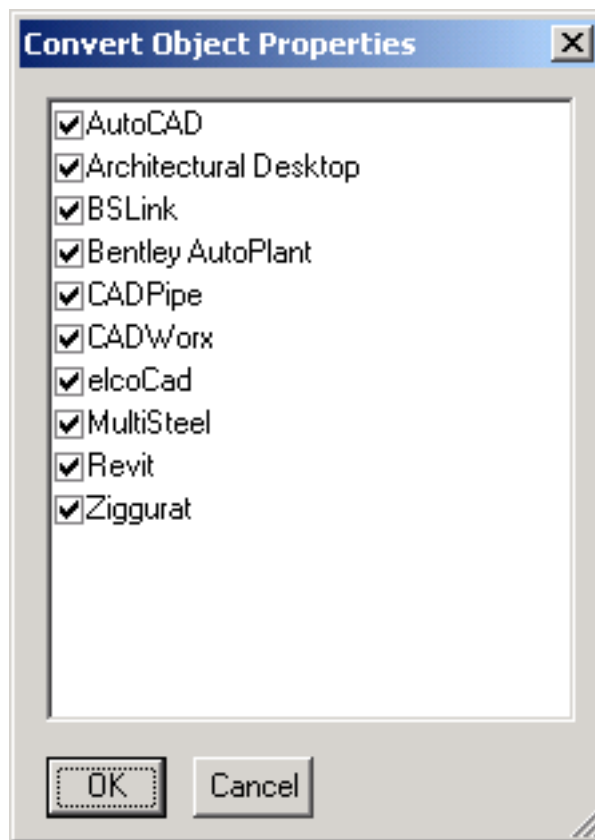 Convert Object Properties
AutoCAD
Architectural Desktop
BSLink
Bentley AutoPlant
CADPipe
CADWorx
elcoCad
MultiSteel
Revit
Ziggurat
OK Cancel